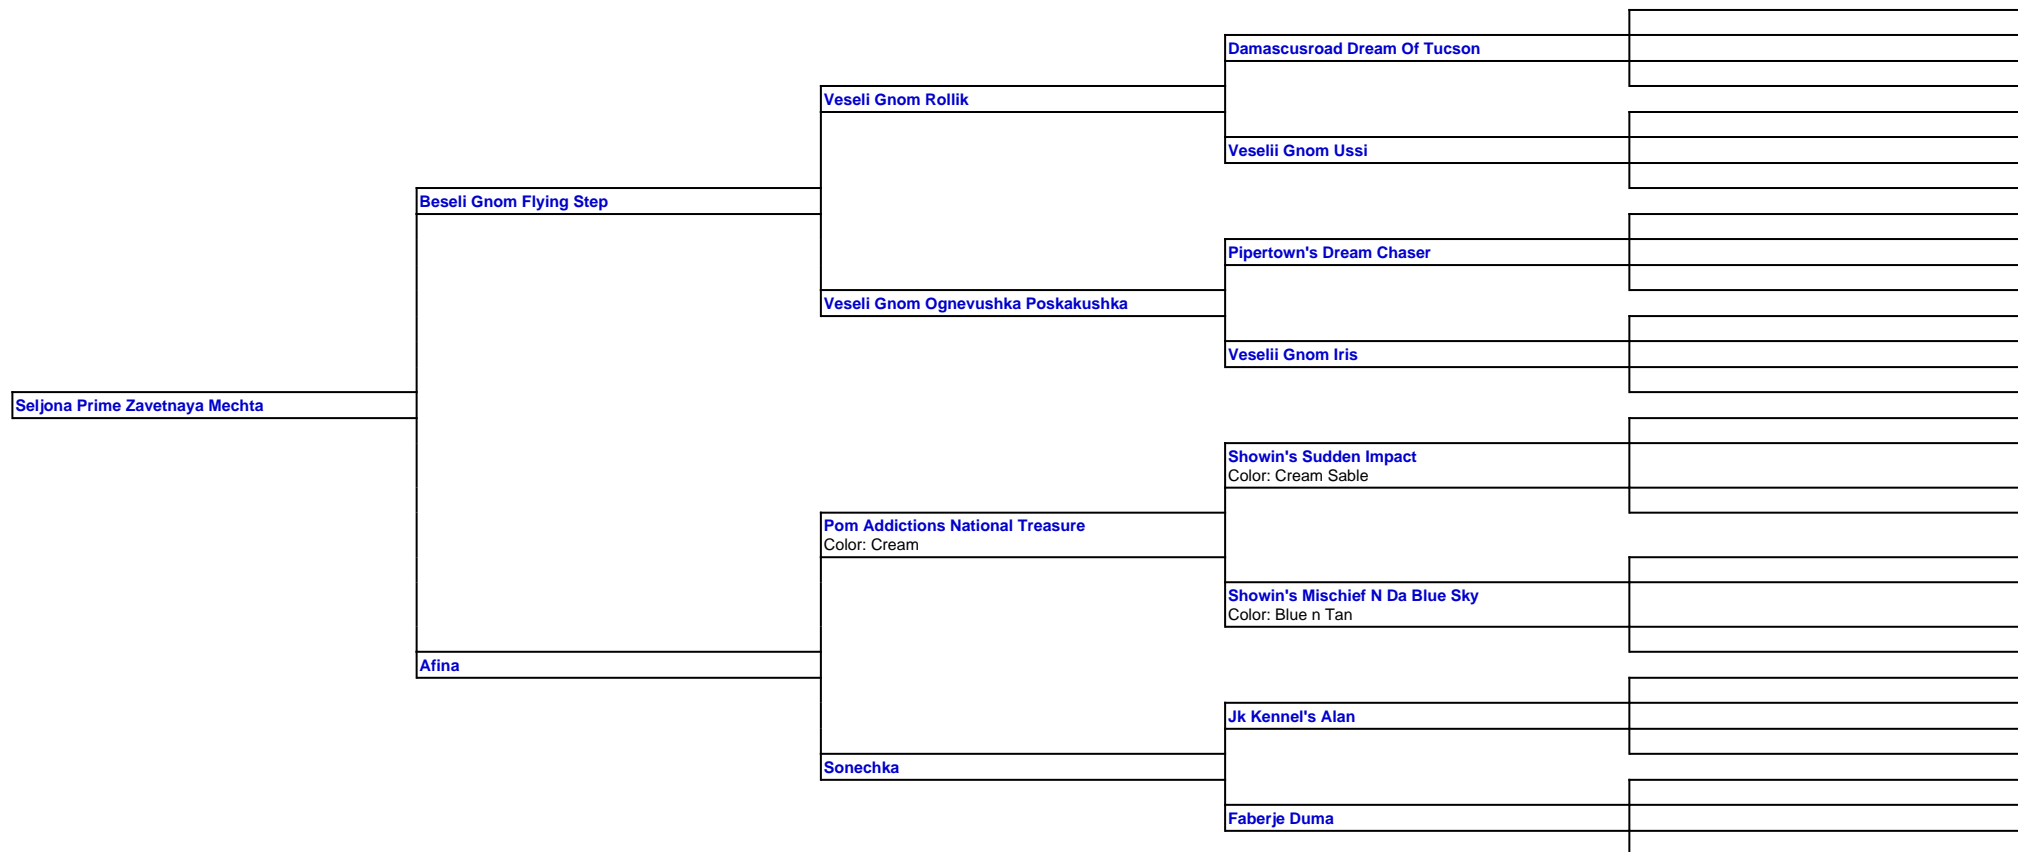 Damascusroad Dream Of Tucson
Veseli Gnom Rollik
Veselii Gnom Ussi
Beseli Gnom Flying Step
Pipertown's Dream Chaser
Veseli Gnom Ognevushka Poskakushka
Veselii Gnom Iris
Seljona Prime Zavetnaya Mechta
Showin's Sudden Impact
Color: Cream Sable
Pom Addictions National Treasure
Color: Cream
Showin's Mischief N Da Blue Sky
Color: Blue n Tan
Afina
Jk Kennel's Alan
Sonechka
Faberje Duma